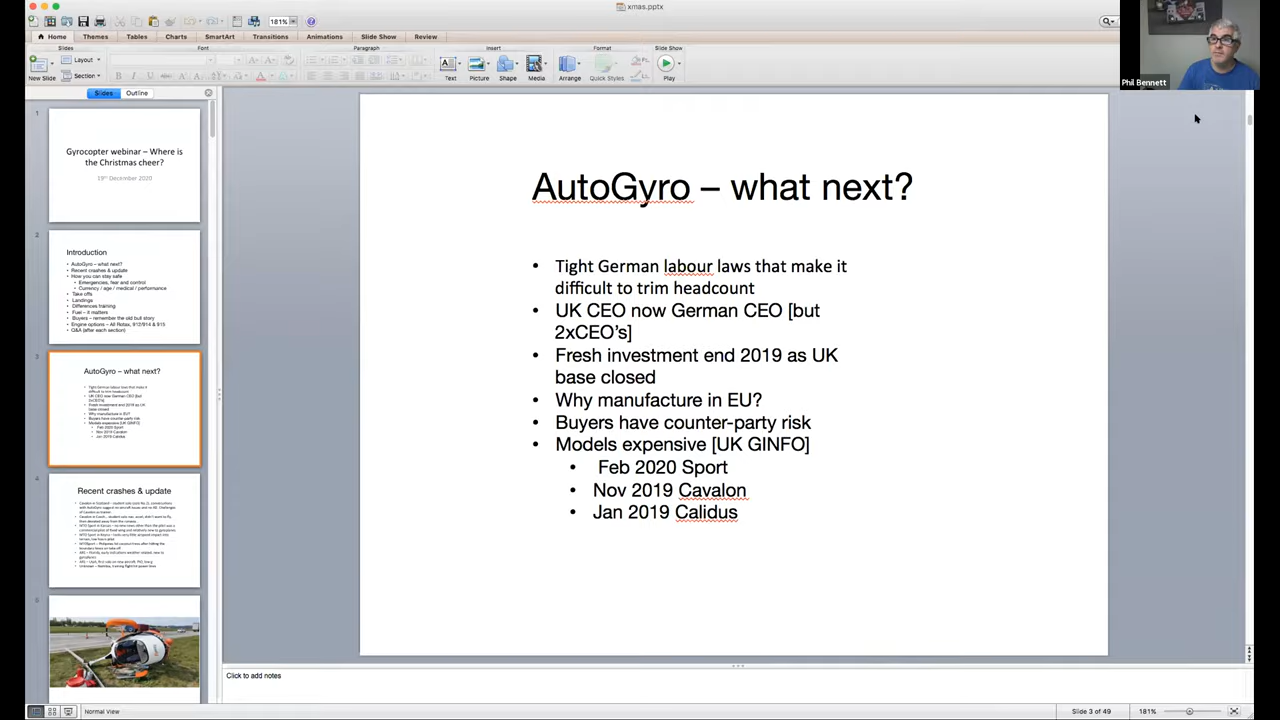 xmas.pptx
181%
Home Themes Tables Charts SmartArt Transitions Animations Slide Show Review
Slides Font Paragraph Insert Format Slide Show
New Slide Layout Section Text Picture Shape Media Arrange Quick Styles Play
Phil Bennett
Slides Outline
1
Gyrocopter webinar – Where is
the Christmas cheer?
19th December 2020
2
Introduction
• AutoGyro – what next?
• Recent crashes & update
• How you can stay safe
• Emergencies, fear and control
• Currency / age / medical / performance
• Take offs
• Landings
• Differences training
• Fuel – it matters
• Buyers – remember the old bull story
• Engine options – All Rotax, 912/914 & 915
• Q&A (after each section)
3
AutoGyro – what next?
• Tight German labour laws that make it
difficult to trim headcount
• UK CEO now German CEO [but
2xCEO's]
• Fresh investment end 2019 as UK
base closed
• Why manufacture in EU?
• Buyers have counter-party risk
• Models expensive [UK GINFO]
• Feb 2020 Sport
• Nov 2019 Cavalon
• Jan 2019 Calidus
4
Recent crashes & update
5
AutoGyro – what next?
• Tight German labour laws that make it
difficult to trim headcount
• UK CEO now German CEO [but
2xCEO's]
• Fresh investment end 2019 as UK
base closed
• Why manufacture in EU?
• Buyers have counter-party risk
• Models expensive [UK GINFO]
• Feb 2020 Sport
• Nov 2019 Cavalon
• Jan 2019 Calidus
Click to add notes
Normal View
Slide 3 of 49
181%